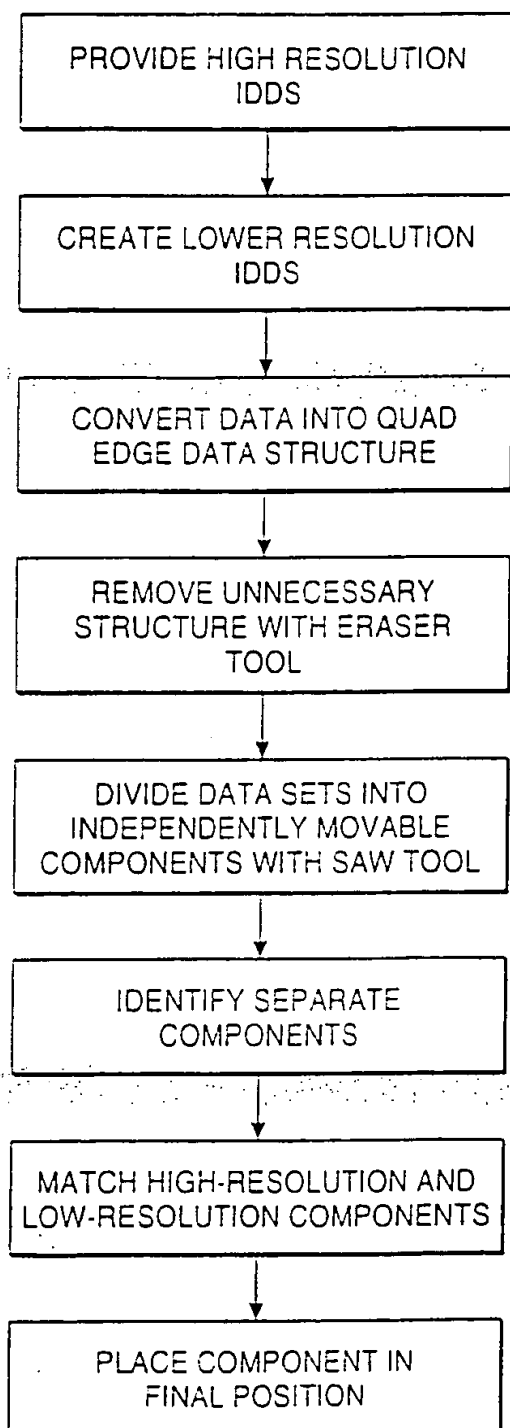 PROVIDE HIGH RESOLUTION
IDDS
CREATE LOWER RESOLUTION
IDDS
CONVERT DATA INTO QUAD
EDGE DATA STRUCTURE
REMOVE UNNECESSARY
STRUCTURE WITH ERASER
TOOL
DIVIDE DATA SETS INTO
INDEPENDENTLY MOVABLE
COMPONENTS WITH SAW TOOL
IDENTIFY SEPARATE
COMPONENTS
MATCH HIGH-RESOLUTION AND
LOW-RESOLUTION COMPONENTS
PLACE COMPONENT IN
FINAL POSITION